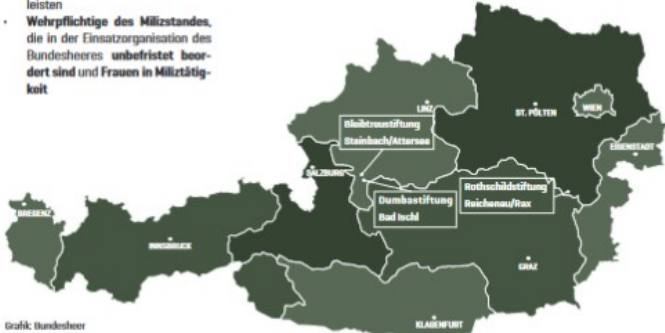 leisten
· Wehrpflichtige des Milizstandes,
die in der Einsatzorganisation des
Bundesheeres unbefristet beor-
dert sind und Frauen in Miliztätig-
keit
LINZ
ST. PÖLTEN
WIEN
Bleibtreustiftung
Steinbach/Attersee
EISENSTADT
SALZBURG
Dumbastiftung
Bad Ischl
Rothschildstiftung
Reichenau/Rax
BREGENZ
INNSBRUCK
GRAZ
KLAGENFURT
Grafik: Bundesheer